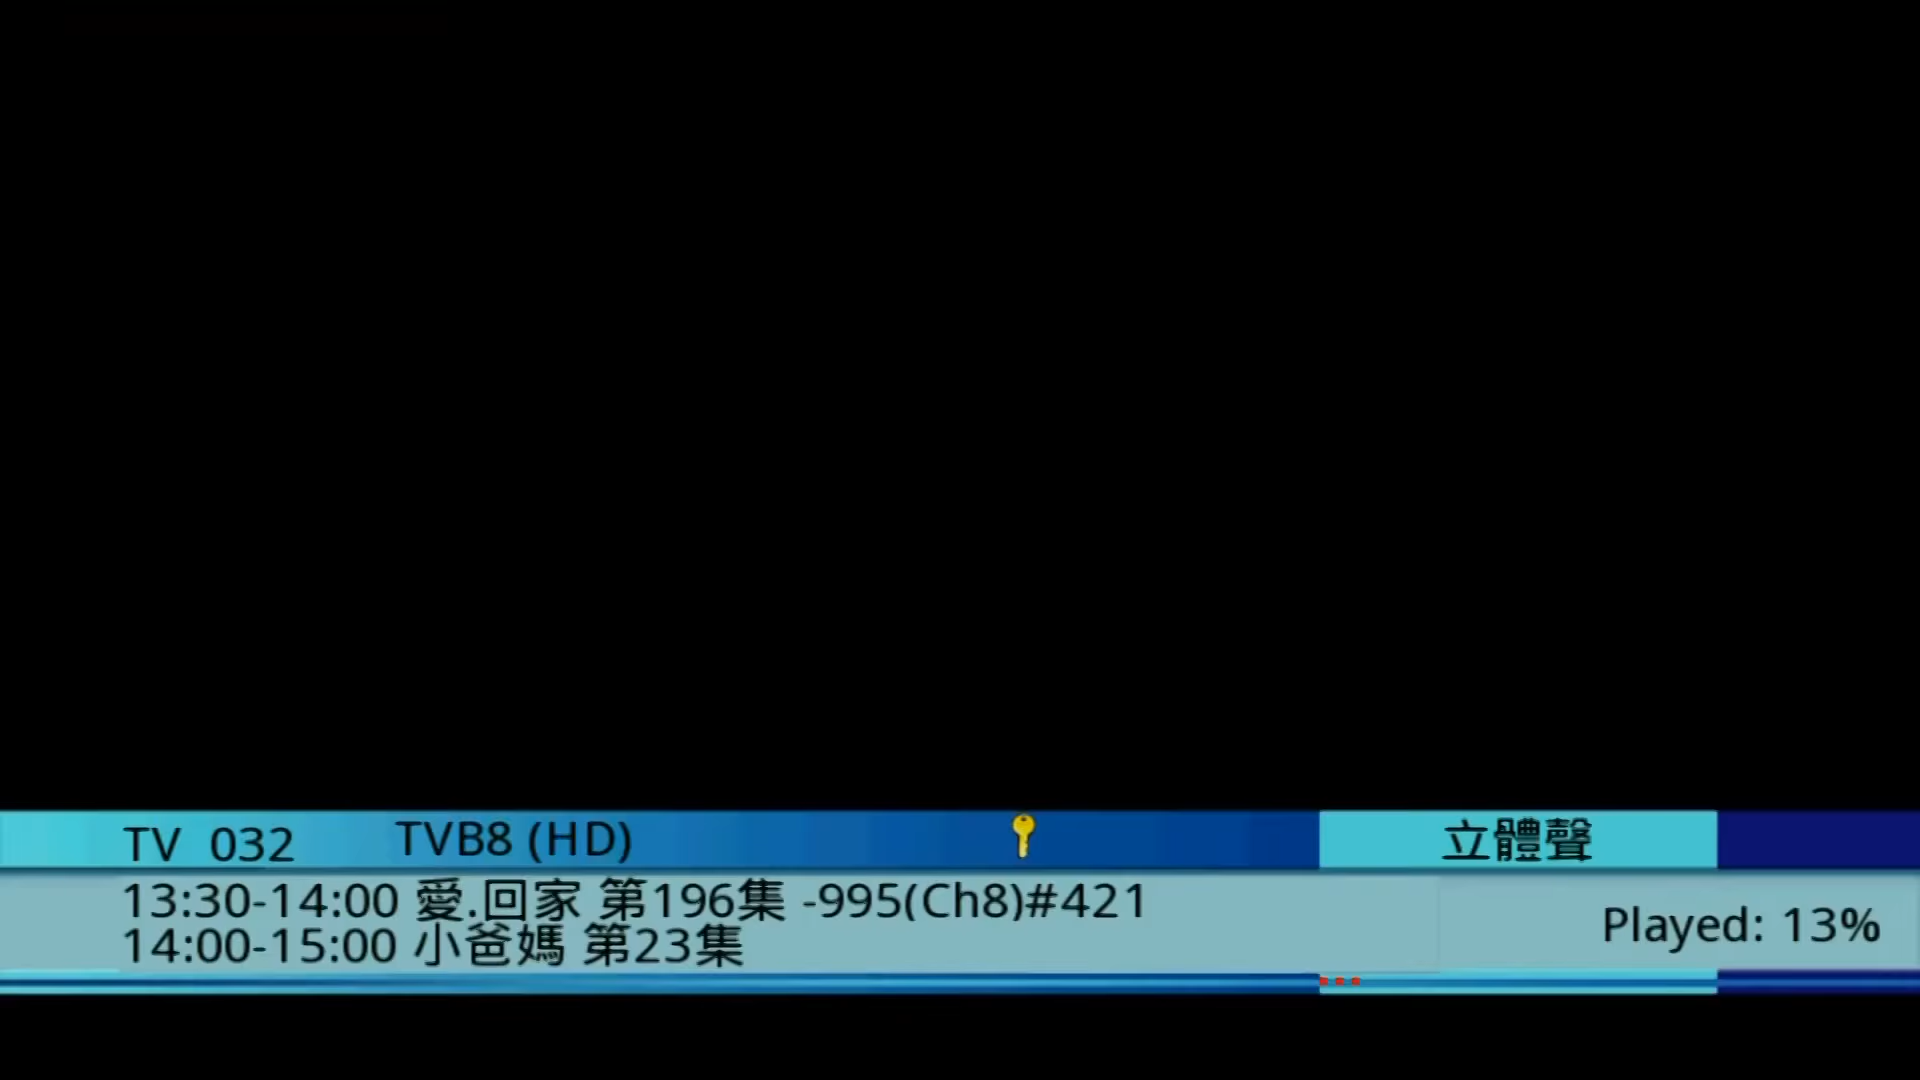 TV 032 TVB8 (HD) 立體聲
13:30-14:00 愛.回家 第196集 -995(Ch8)#421
14:00-15:00 小爸媽 第23集
Played: 13%